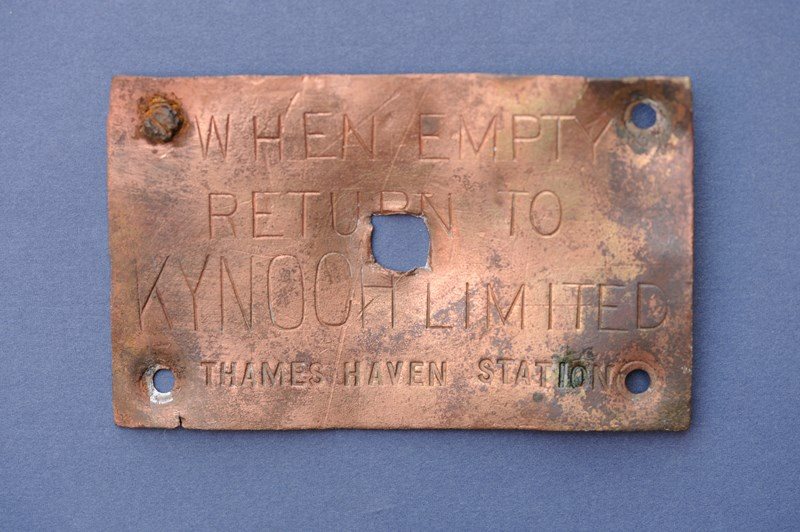 WHEN EMPTY
RETURN TO
KYNOCH LIMITED
THAMES HAVEN STATION